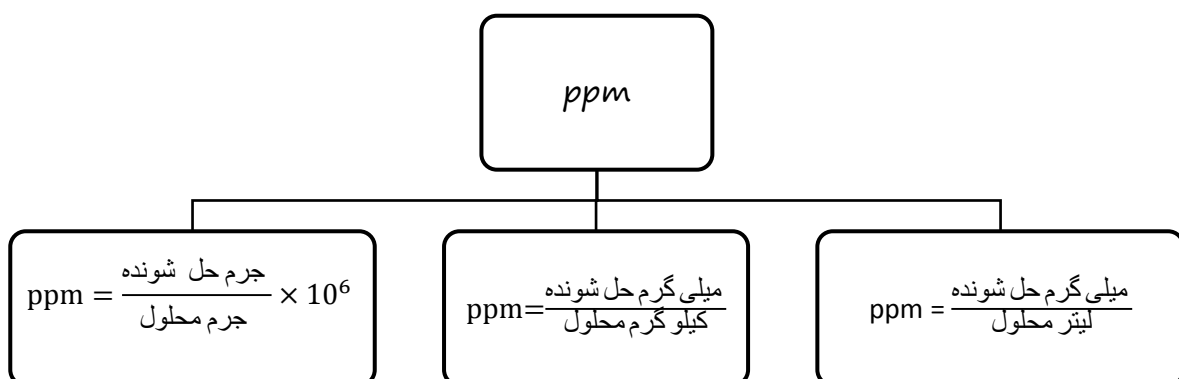 ppm
ppm = جرم حل شونده / جرم محلول × 10⁶
ppm= میلی گرم حل شونده / کیلو گرم محلول
ppm = میلی گرم حل شونده / لیتر محلول